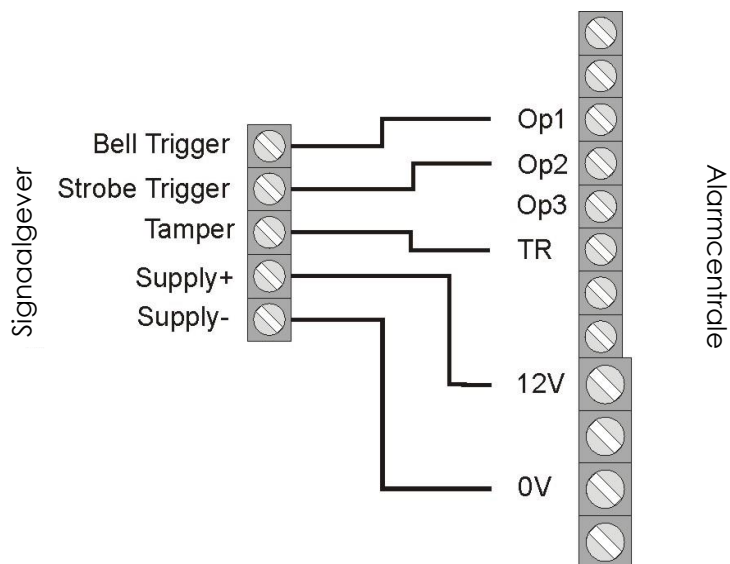 Signaalgever
Bell Trigger
Strobe Trigger
Tamper
Supply+
Supply-
Op1
Op2
Op3
TR
12V
0V
Alarmcentrale